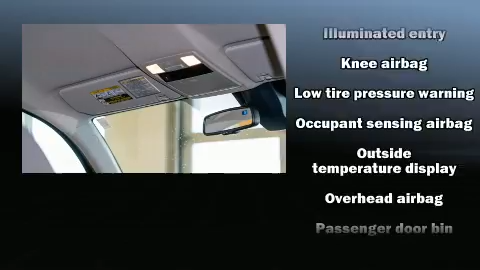 Illuminated entry
Knee airbag
Low tire pressure warning
Occupant sensing airbag
Outside
temperature display
Overhead airbag
Passenger door bin